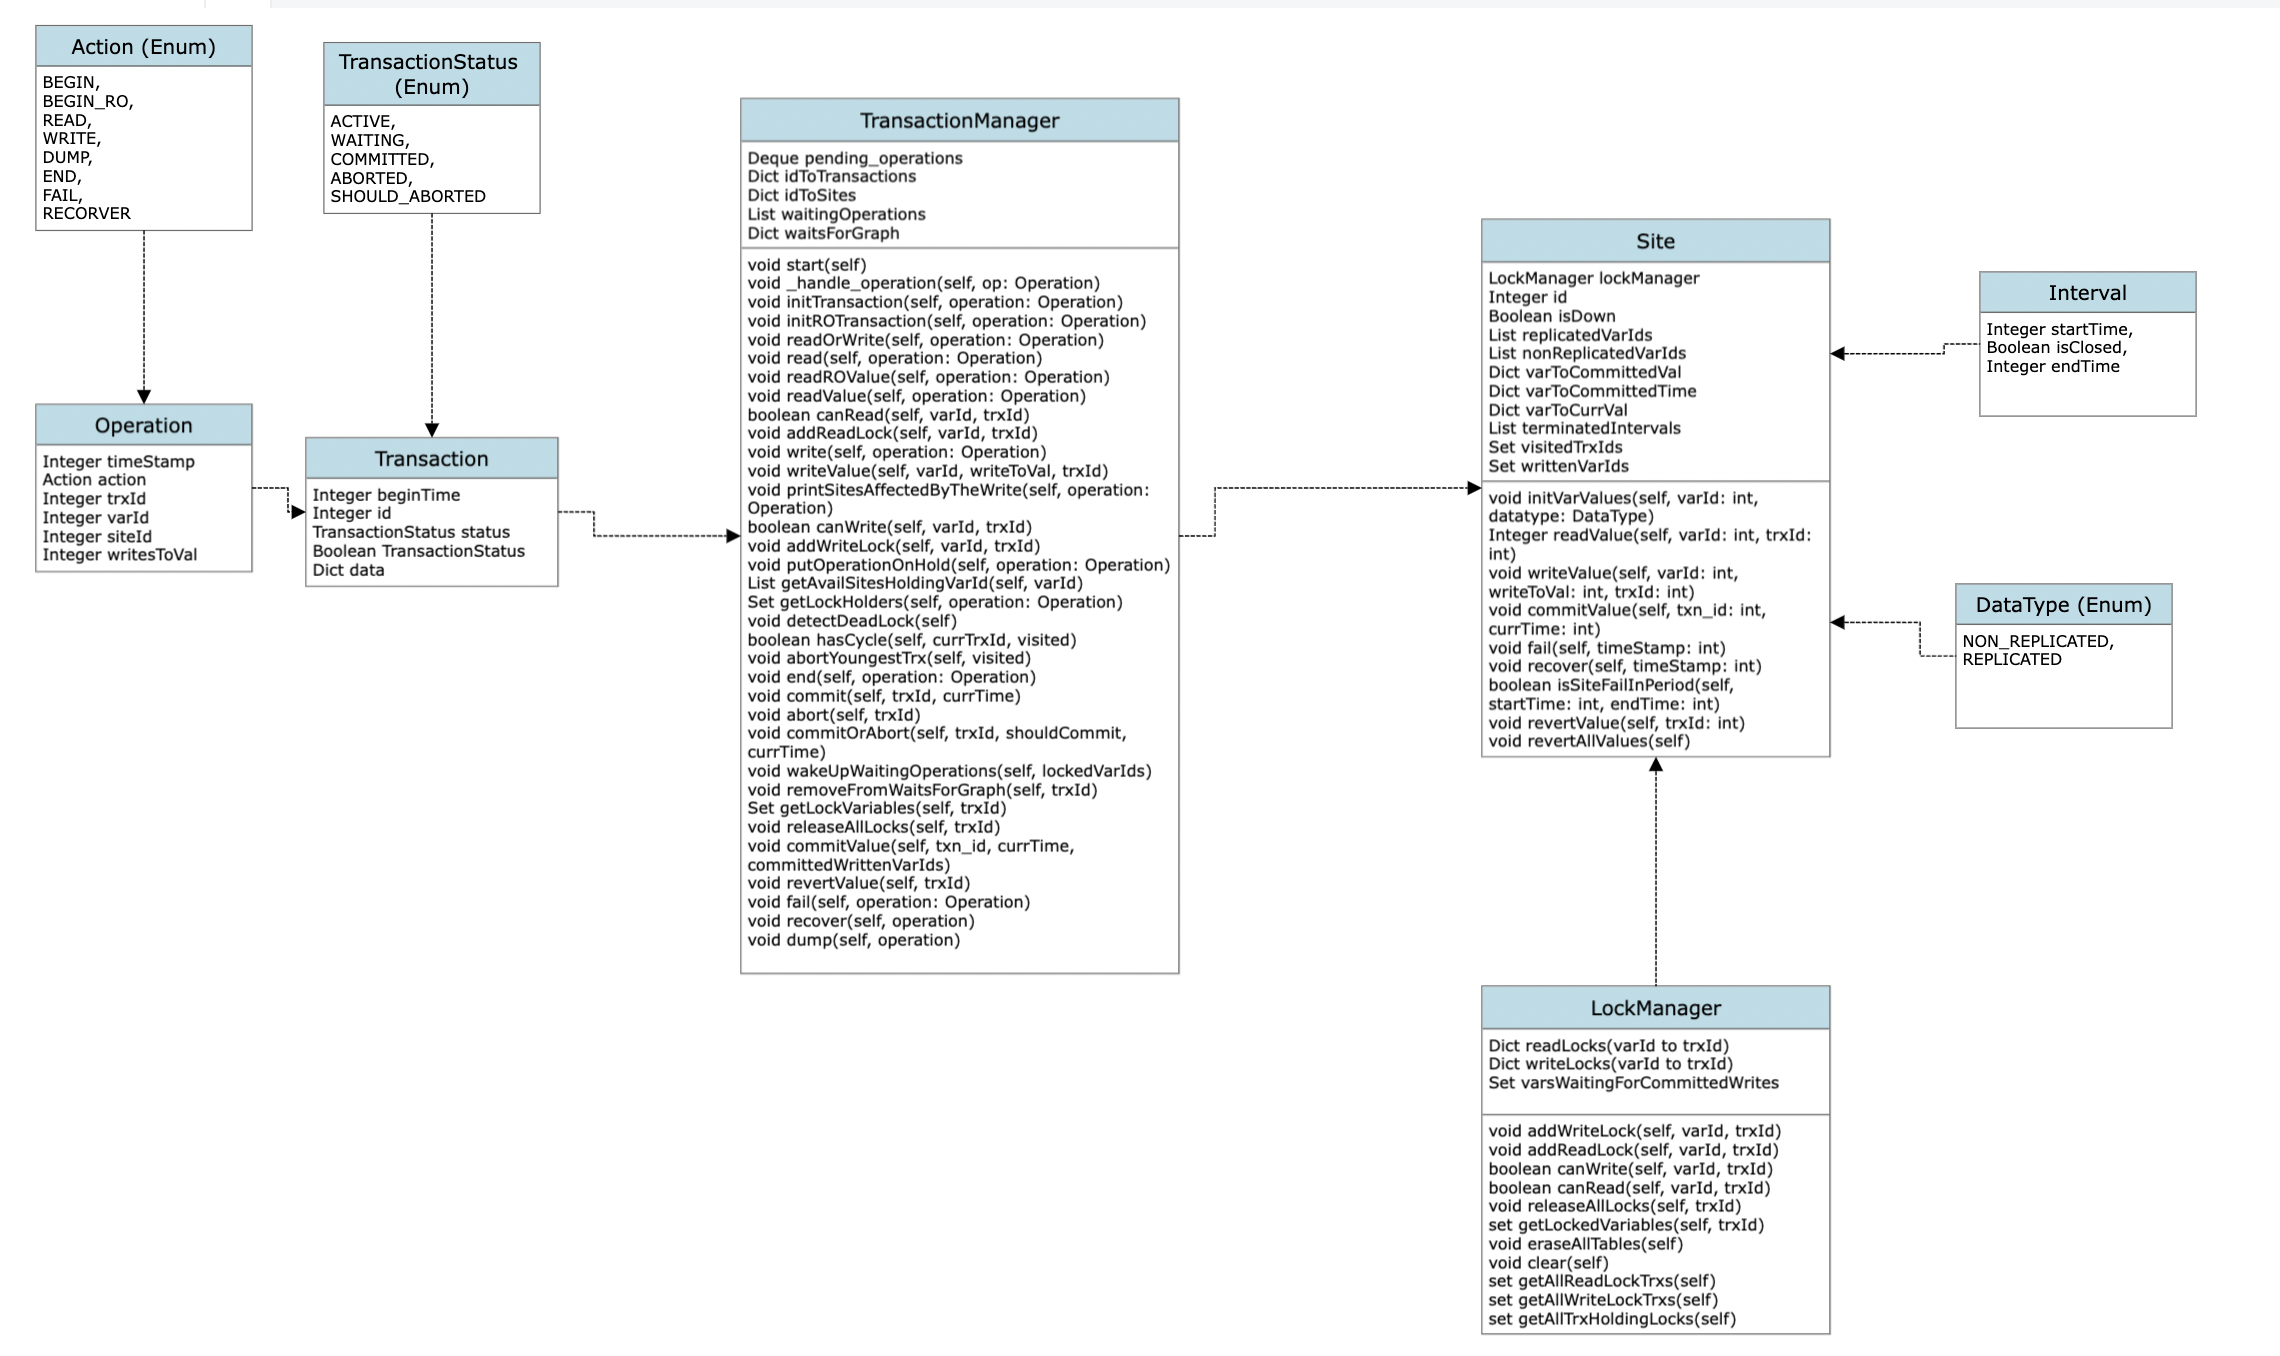 Action (Enum)
BEGIN,
BEGIN_RO,
READ,
WRITE,
DUMP,
END,
FAIL,
RECORVER
TransactionStatus
(Enum)
ACTIVE,
WAITING,
COMMITTED,
ABORTED,
SHOULD_ABORTED
Operation
Integer timeStamp
Action action
Integer trxId
Integer varId
Integer siteId
Integer writesToVal
Transaction
Integer beginTime
Integer id
TransactionStatus status
Boolean TransactionStatus
Dict data
TransactionManager
Deque pending_operations
Dict idToTransactions
Dict idToSites
List waitingOperations
Dict waitsForGraph
void start(self)
void _handle_operation(self, op: Operation)
void initTransaction(self, operation: Operation)
void initROTransaction(self, operation: Operation)
void readOrWrite(self, operation: Operation)
void read(self, operation: Operation)
void readROValue(self, operation: Operation)
void readValue(self, operation: Operation)
boolean canRead(self, varId, trxId)
void addReadLock(self, varId, trxId)
void write(self, operation: Operation)
void writeValue(self, varId, writeToVal, trxId)
void printSitesAffectedByTheWrite(self, operation:
Operation)
boolean canWrite(self, varId, trxId)
void addWriteLock(self, varId, trxId)
void putOperationOnHold(self, operation: Operation)
List getAvailSitesHoldingVarId(self, varId)
Set getLockHolders(self, operation: Operation)
void detectDeadLock(self)
boolean hasCycle(self, currTrxId, visited)
void abortYoungestTrx(self, visited)
void end(self, operation: Operation)
void commit(self, trxId, currTime)
void abort(self, trxId)
void commitOrAbort(self, trxId, shouldCommit,
currTime)
void wakeUpWaitingOperations(self, lockedVarIds)
void removeFromWaitsForGraph(self, trxId)
Set getLockVariables(self, trxId)
void releaseAllLocks(self, trxId)
void commitValue(self, txn_id, currTime,
committedWrittenVarIds)
void revertValue(self, trxId)
void fail(self, operation: Operation)
void recover(self, operation)
void dump(self, operation)
Site
LockManager lockManager
Integer id
Boolean isDown
List replicatedVarIds
List nonReplicatedVarIds
Dict varToCommittedVal
Dict varToCommittedTime
Dict varToCurrVal
List terminatedIntervals
Set visitedTrxIds
Set writtenVarIds
void initVarValues(self, varId: int,
datatype: DataType)
Integer readValue(self, varId: int, trxId:
int)
void writeValue(self, varId: int,
writeToVal: int, trxId: int)
void commitValue(self, txn_id: int,
currTime: int)
void fail(self, timeStamp: int)
void recover(self, timeStamp: int)
boolean isSiteFailInPeriod(self,
startTime: int, endTime: int)
void revertValue(self, trxId: int)
void revertAllValues(self)
Interval
Integer startTime,
Boolean isClosed,
Integer endTime
DataType (Enum)
NON_REPLICATED,
REPLICATED
LockManager
Dict readLocks(varId to trxId)
Dict writeLocks(varId to trxId)
Set varsWaitingForCommittedWrites
void addWriteLock(self, varId, trxId)
void addReadLock(self, varId, trxId)
boolean canWrite(self, varId, trxId)
boolean canRead(self, varId, trxId)
void releaseAllLocks(self, trxId)
set getLockedVariables(self, trxId)
void eraseAllTables(self)
void clear(self)
set getAllReadLockTrxs(self)
set getAllWriteLockTrxs(self)
set getAllTrxHoldingLocks(self)